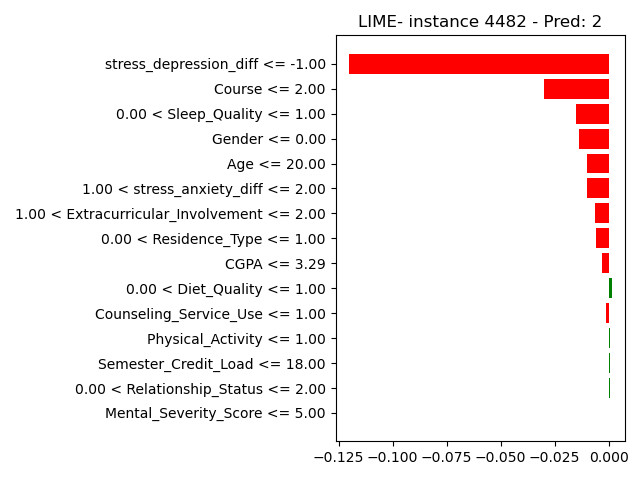 LIME- instance 4482 - Pred: 2
stress_depression_diff <= -1.00
Course <= 2.00
0.00 < Sleep_Quality <= 1.00
Gender <= 0.00
Age <= 20.00
1.00 < stress_anxiety_diff <= 2.00
1.00 < Extracurricular_Involvement <= 2.00
0.00 < Residence_Type <= 1.00
CGPA <= 3.29
0.00 < Diet_Quality <= 1.00
Counseling_Service_Use <= 1.00
Physical_Activity <= 1.00
Semester_Credit_Load <= 18.00
0.00 < Relationship_Status <= 2.00
Mental_Severity_Score <= 5.00
−0.125 −0.100 −0.075 −0.050 −0.025 0.000